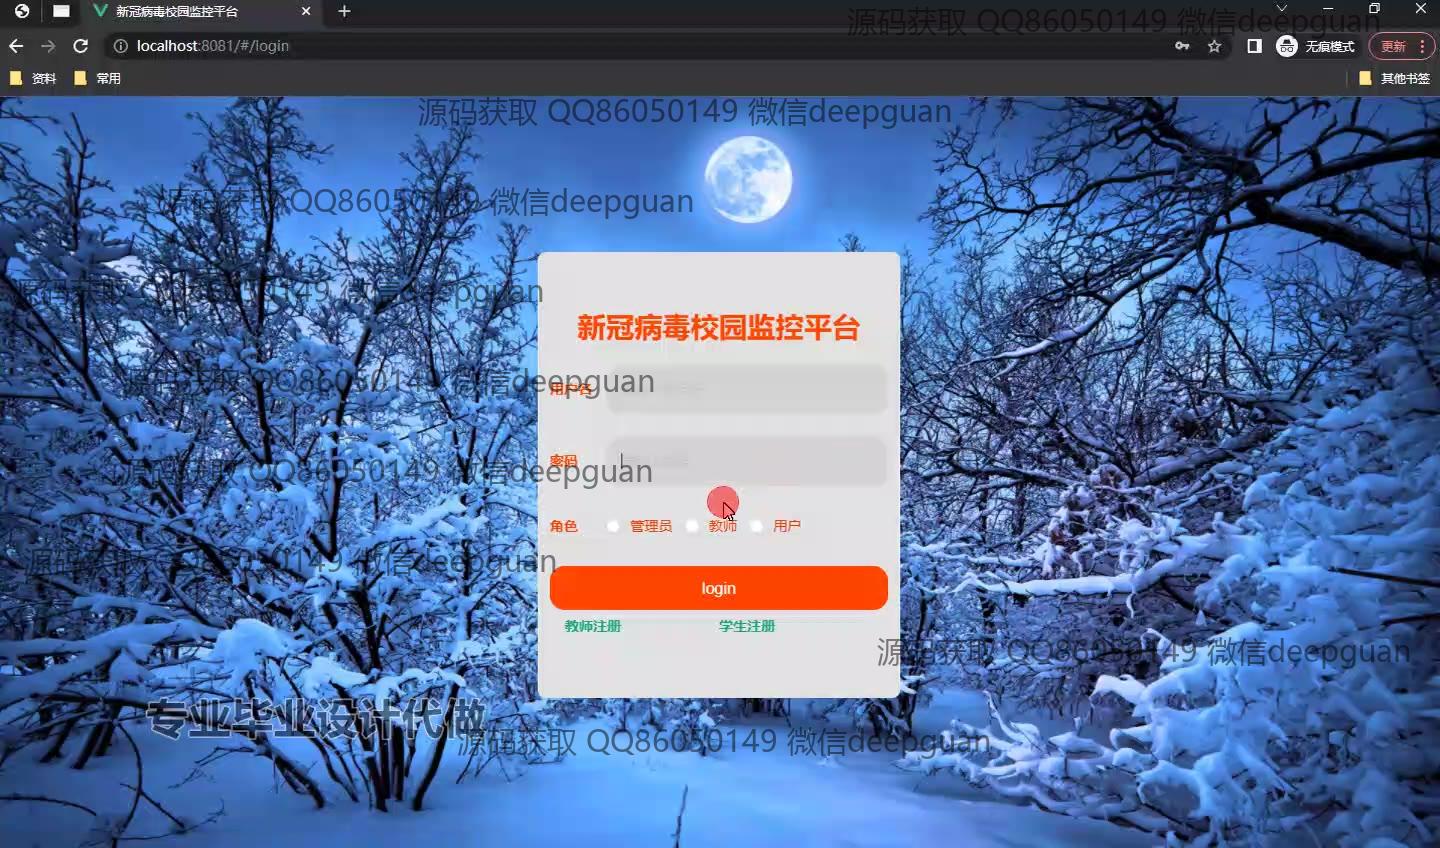 新冠病毒校园监控平台
源码获取 QQ86050149 微信deepguan
localhost:8081/#/login
无痕模式
更新
资料
常用
其他书签
源码获取 QQ86050149 微信deepguan
源码获取 QQ86050149 微信deepguan
源码获取 QQ86050149 微信deepguan
新冠病毒校园监控平台
源码获取 QQ86050149 微信deepguan
用户名
密码
源码获取 QQ86050149 微信deepguan
角色
管理员
教师
用户
源码获取 QQ86050149 微信deepguan
login
教师注册
学生注册
源码获取 QQ86050149 微信deepguan
专业毕业设计代做
源码获取 QQ86050149 微信deepguan